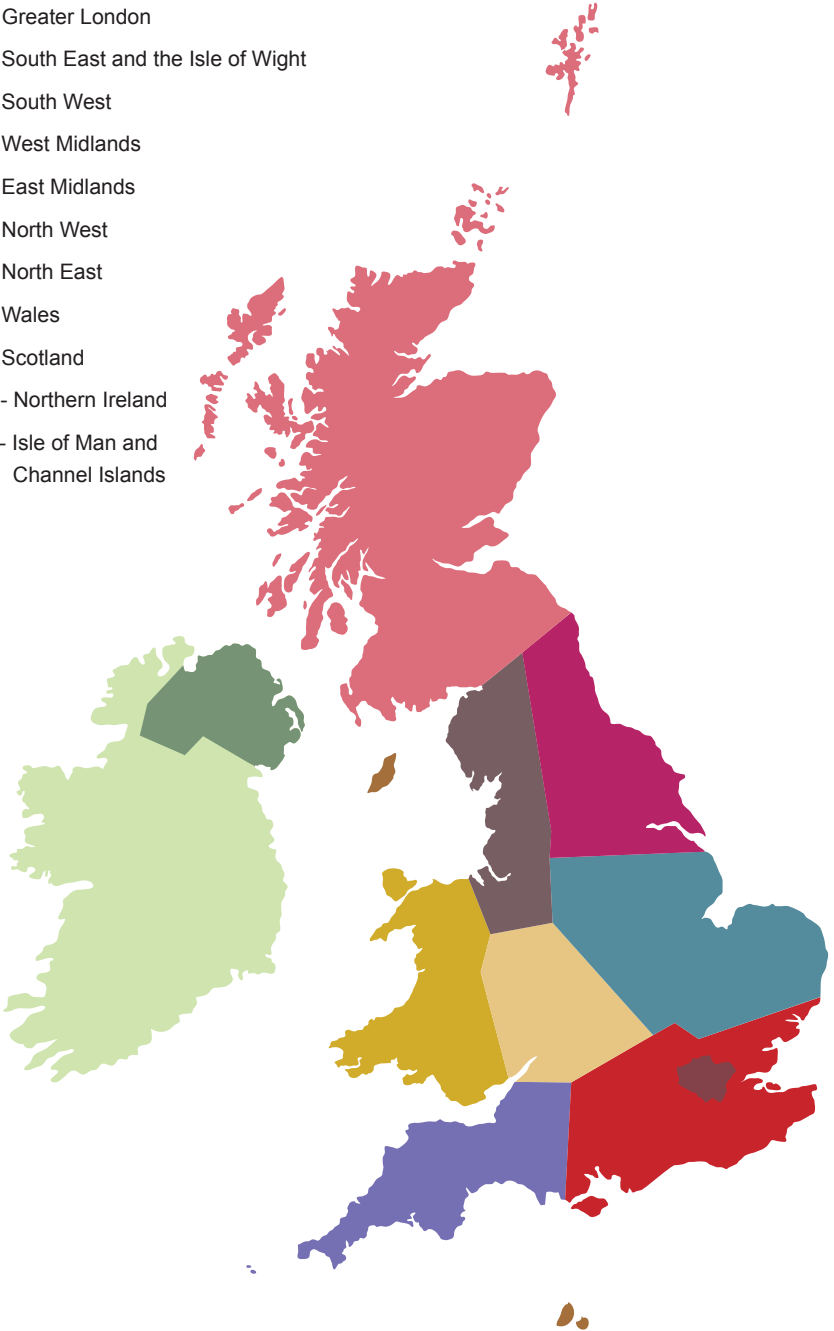 Greater London
South East and the Isle of Wight
South West
West Midlands
East Midlands
North West
North East
Wales
Scotland
- Northern Ireland
- Isle of Man and
Channel Islands